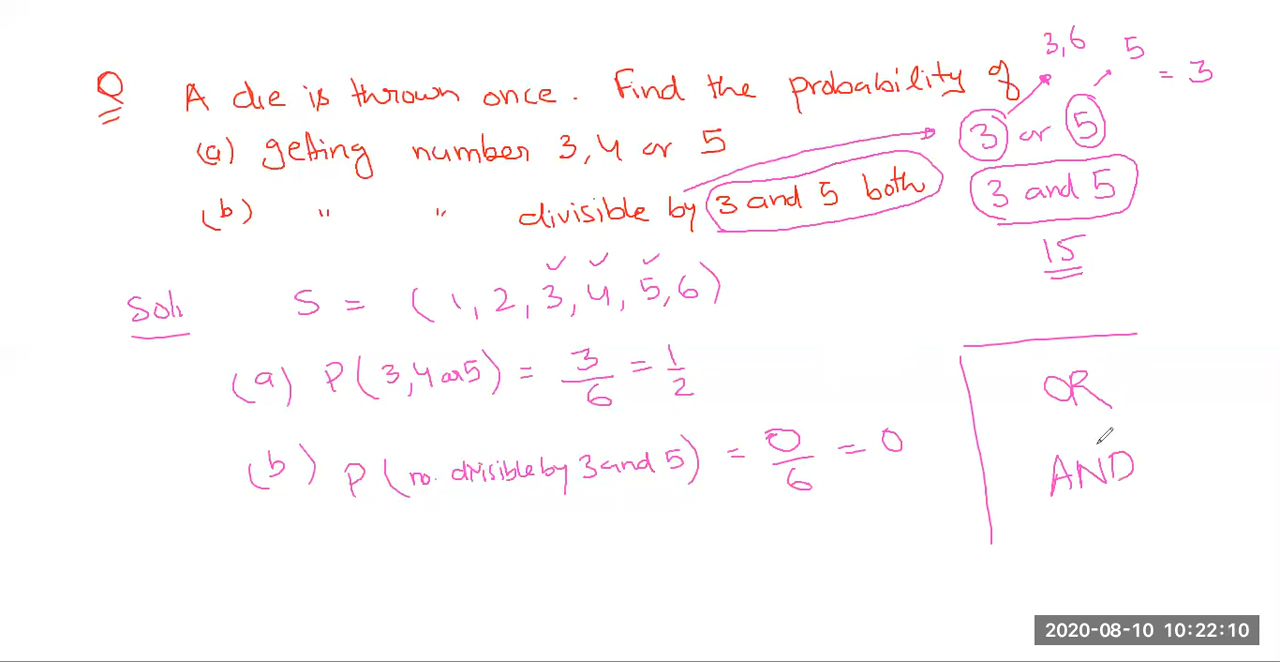 3,6 5 = 3
Q A die is thrown once. Find the probability of
(a) getting number 3, 4 or 5
3 or 5
(b) " " divisible by 3 and 5 both
3 and 5
15
Soln S = (1, 2, 3, 4, 5, 6)
(a) P(3, 4 or 5) = 3/6 = 1/2
(b) P(no. divisible by 3 and 5) = 0/6 = 0
OR
AND
2020-08-10 10:22:10